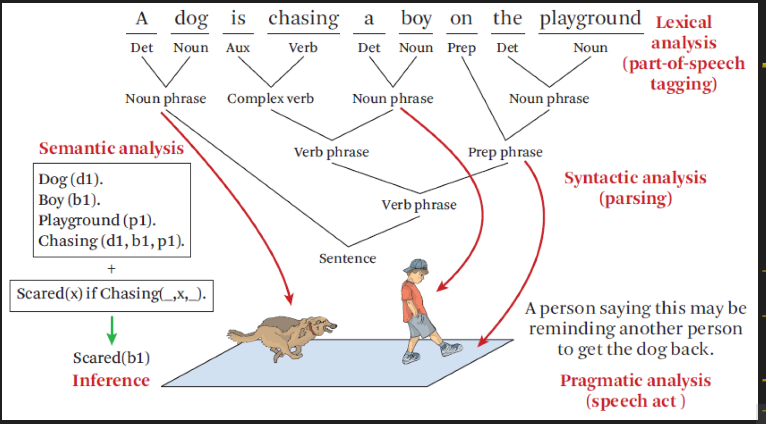 A dog is chasing a boy on the playground
Det Noun Aux Verb Det Noun Prep Det Noun
Lexical
analysis
(part-of-speech
tagging)
Noun phrase Complex verb Noun phrase Noun phrase
Semantic analysis
Verb phrase Prep phrase
Dog (d1).
Boy (b1).
Playground (p1).
Chasing (d1, b1, p1).
Syntactic analysis
(parsing)
Verb phrase
Sentence
+
Scared(x) if Chasing(_,x,_).
Scared(b1)
Inference
A person saying this may be
reminding another person
to get the dog back.
Pragmatic analysis
(speech act )